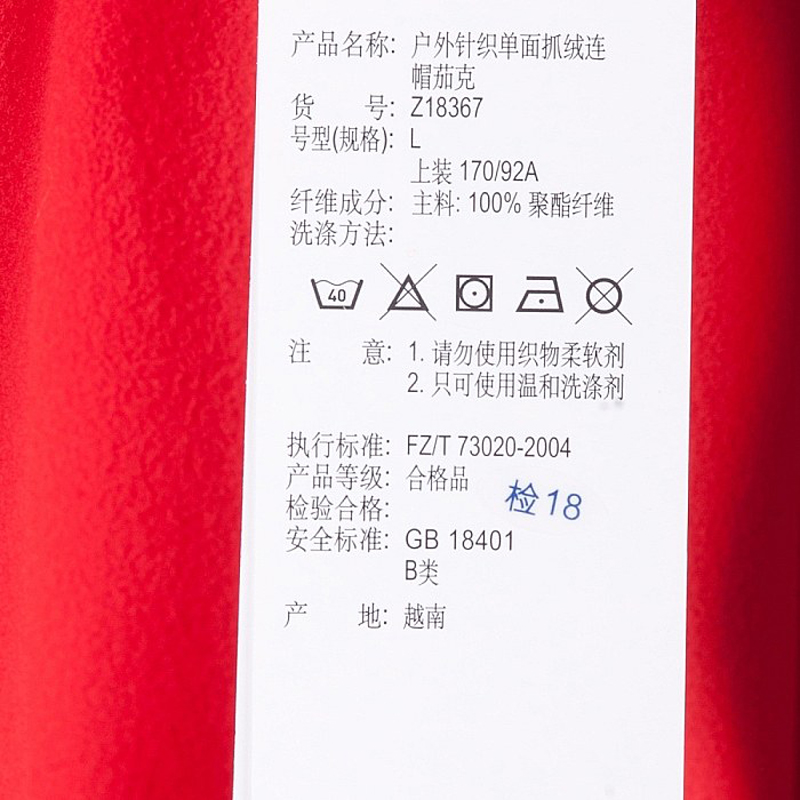 产品名称: 户外针织单面抓绒连
帽茄克
货 号: Z18367
号型(规格): L
上装 170/92A
纤维成分: 主料: 100% 聚酯纤维
洗涤方法:
40
注 意: 1. 请勿使用织物柔软剂
2. 只可使用温和洗涤剂
执行标准: FZ/T 73020-2004
产品等级: 合格品
检验合格: 检18
安全标准: GB 18401
B类
产 地: 越南